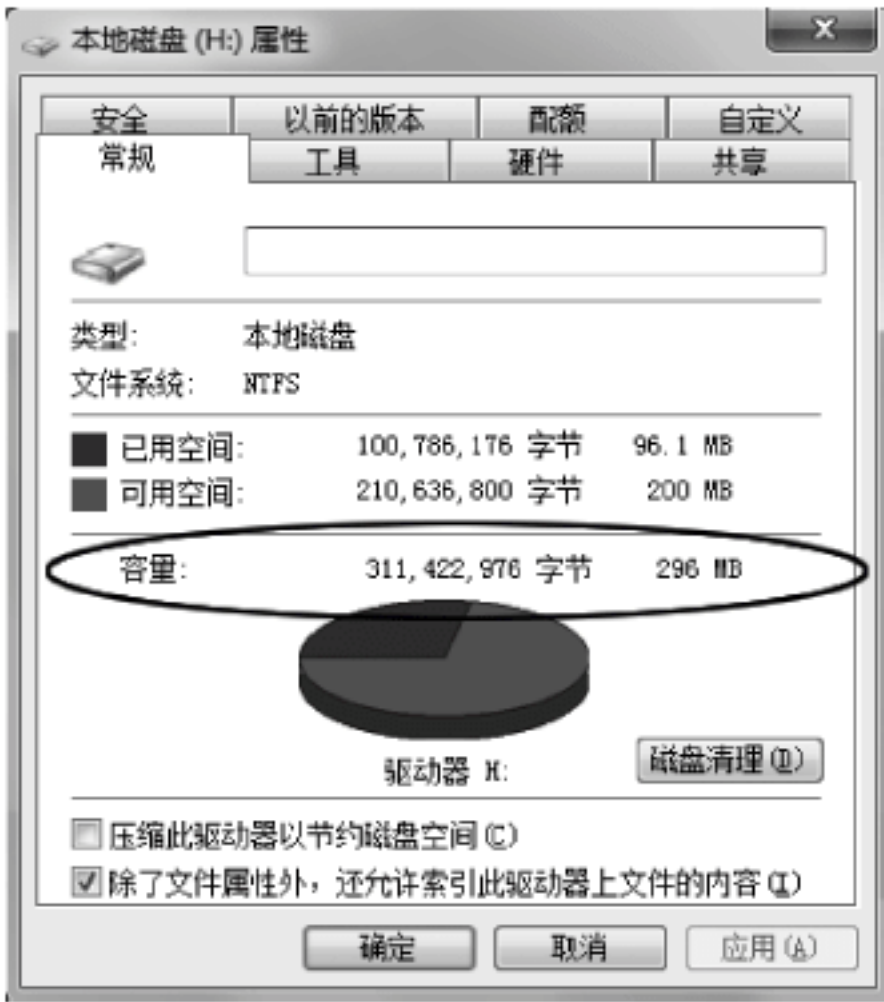 本地磁盘 (H:) 属性
安全 以前的版本 配额 自定义
常规 工具 硬件 共享
类型: 本地磁盘
文件系统: NTFS
已用空间: 100,786,176 字节 96.1 MB
可用空间: 210,636,800 字节 200 MB
容量: 311,422,976 字节 296 MB
驱动器 H:
磁盘清理(D)
压缩此驱动器以节约磁盘空间(C)
除了文件属性外，还允许索引此驱动器上文件的内容(I)
确定 取消 应用(A)